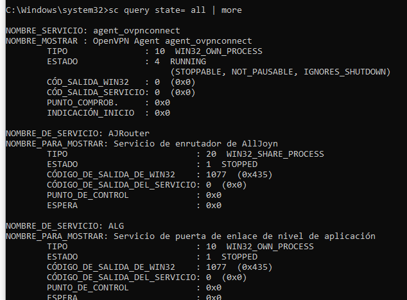 C:\Windows\system32>sc query state= all | more
NOMBRE_SERVICIO: agent_ovpnconnect
NOMBRE_MOSTRAR : OpenVPN Agent agent_ovpnconnect
TIPO : 10 WIN32_OWN_PROCESS
ESTADO : 4 RUNNING
(STOPPABLE, NOT_PAUSABLE, IGNORES_SHUTDOWN)
CÓD_SALIDA_WIN32 : 0 (0x0)
CÓD_SALIDA_SERVICIO: 0 (0x0)
PUNTO_COMPROB. : 0x0
INDICACIÓN_INICIO : 0x0
NOMBRE_DE_SERVICIO: AJRouter
NOMBRE_PARA_MOSTRAR: Servicio de enrutador de AllJoyn
TIPO : 20 WIN32_SHARE_PROCESS
ESTADO : 1 STOPPED
CÓDIGO_DE_SALIDA_DE_WIN32 : 1077 (0x435)
CÓDIGO_DE_SALIDA_DEL_SERVICIO: 0 (0x0)
PUNTO_DE_CONTROL : 0x0
ESPERA : 0x0
NOMBRE_DE_SERVICIO: ALG
NOMBRE_PARA_MOSTRAR: Servicio de puerta de enlace de nivel de aplicación
TIPO : 10 WIN32_OWN_PROCESS
ESTADO : 1 STOPPED
CÓDIGO_DE_SALIDA_DE_WIN32 : 1077 (0x435)
CÓDIGO_DE_SALIDA_DEL_SERVICIO: 0 (0x0)
PUNTO_DE_CONTROL : 0x0
ESPERA : 0x0